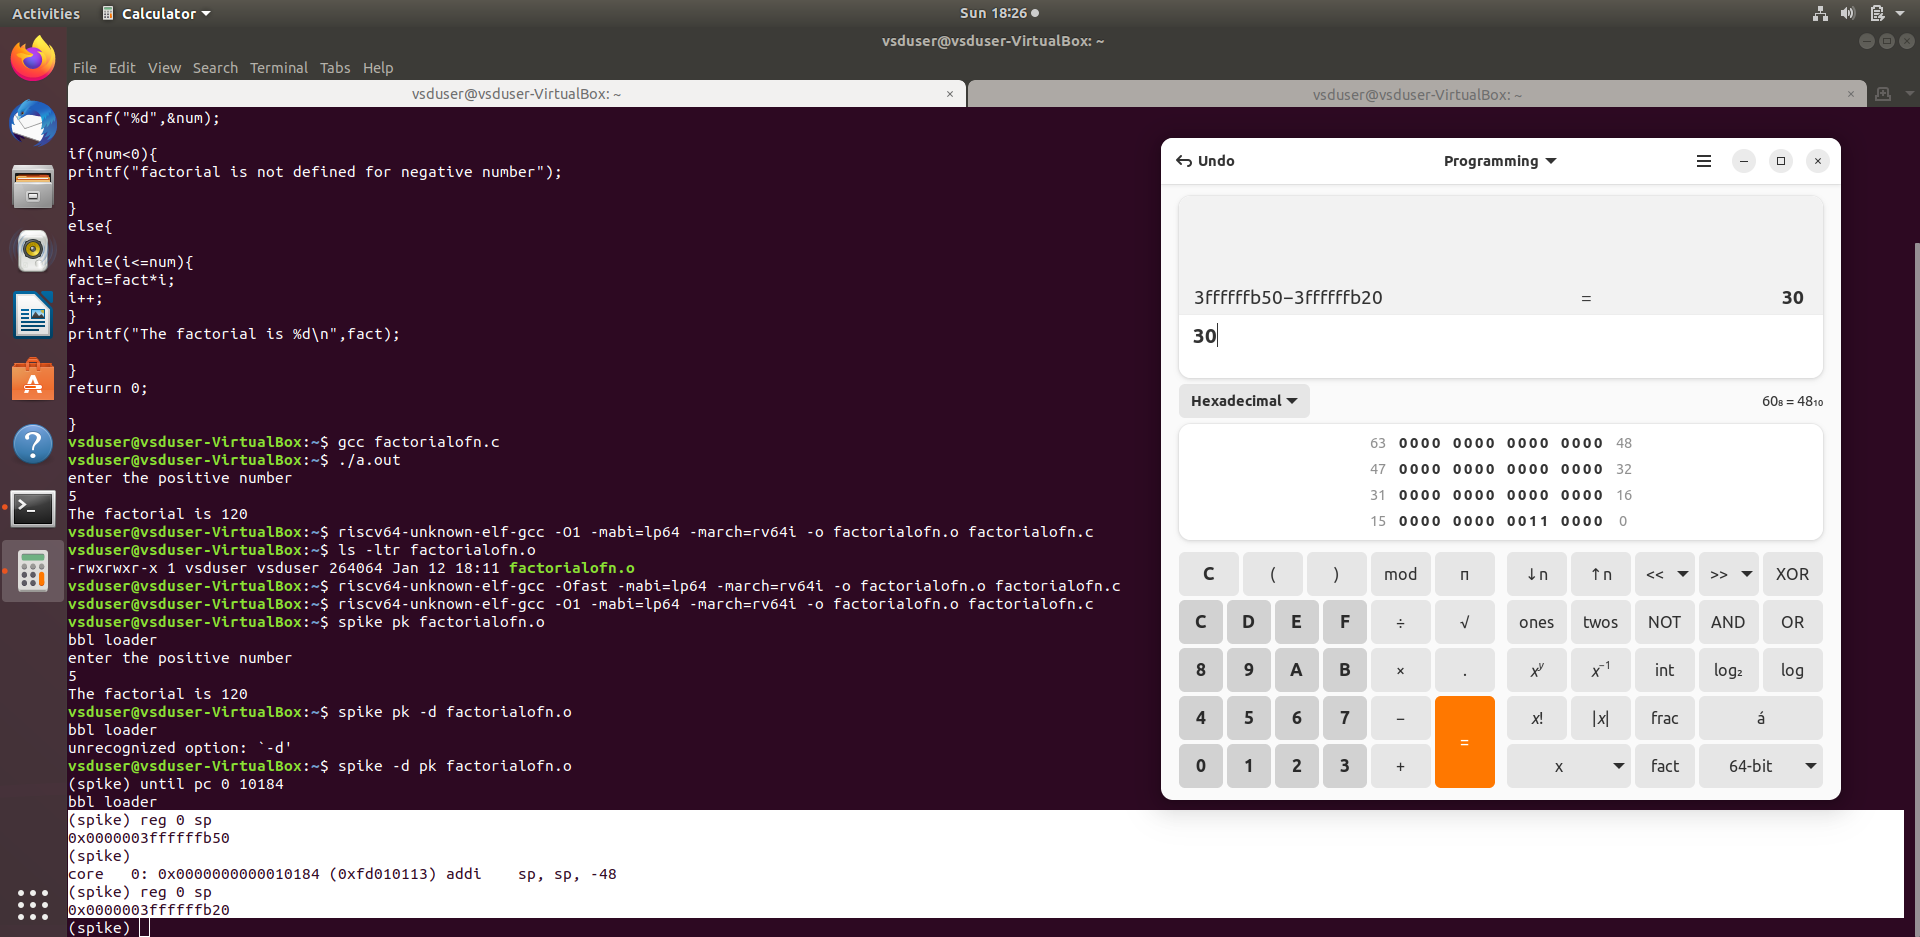 Activities
Calculator
Sun 18:26
vsduser@vsduser-VirtualBox: ~
File Edit View Search Terminal Tabs Help
vsduser@vsduser-VirtualBox: ~ ×
vsduser@vsduser-VirtualBox: ~ ×
scanf("%d",&num);
if(num<0){
printf("factorial is not defined for negative number");
}
else{
while(i<=num){
fact=fact*i;
i++;
}
printf("The factorial is %d\n",fact);
}
return 0;
}
vsduser@vsduser-VirtualBox:~$ gcc factorialofn.c
vsduser@vsduser-VirtualBox:~$ ./a.out
enter the positive number
5
The factorial is 120
vsduser@vsduser-VirtualBox:~$ riscv64-unknown-elf-gcc -O1 -mabi=lp64 -march=rv64i -o factorialofn.o factorialofn.c
vsduser@vsduser-VirtualBox:~$ ls -ltr factorialofn.o
-rwxrwxr-x 1 vsduser vsduser 264064 Jan 12 18:11 factorialofn.o
vsduser@vsduser-VirtualBox:~$ riscv64-unknown-elf-gcc -Ofast -mabi=lp64 -march=rv64i -o factorialofn.o factorialofn.c
vsduser@vsduser-VirtualBox:~$ riscv64-unknown-elf-gcc -O1 -mabi=lp64 -march=rv64i -o factorialofn.o factorialofn.c
vsduser@vsduser-VirtualBox:~$ spike pk factorialofn.o
bbl loader
enter the positive number
5
The factorial is 120
vsduser@vsduser-VirtualBox:~$ spike pk -d factorialofn.o
bbl loader
unrecognized option: `-d'
vsduser@vsduser-VirtualBox:~$ spike -d pk factorialofn.o
(spike) until pc 0 10184
bbl loader
(spike) reg 0 sp
0x0000003ffffffb50
(spike)
core   0: 0x0000000000010184 (0xfd010113) addi    sp, sp, -48
(spike) reg 0 sp
0x0000003ffffffb20
(spike)
Undo
Programming
3ffffffb50−3ffffffb20 = 30
30
Hexadecimal
60₈ = 48₁₀
63 0000 0000 0000 0000 48
47 0000 0000 0000 0000 32
31 0000 0000 0000 0000 16
15 0000 0000 0011 0000 0
C ( ) mod π ↓n ↑n << >> XOR
C D E F ÷ √ ones twos NOT AND OR
8 9 A B × . xʸ x⁻¹ int log₂ log
4 5 6 7 − = x! |x| frac á
0 1 2 3 + x fact 64-bit